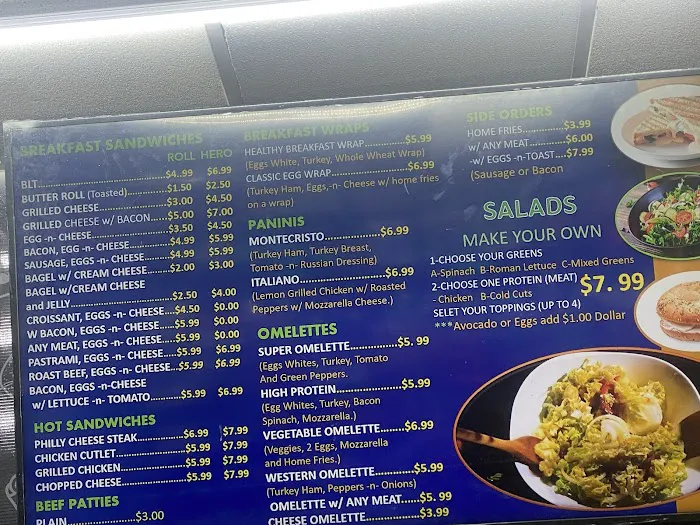 BREAKFAST SANDWICHES
ROLL HERO
BLT $4..99 $6.99
BUTTER ROLL (Toasted) $1.50 $2.50
GRILLED CHEESE $3.00 $4.50
GRILLED CHEESE w/ BACON $5.00 $7.00
EGG -n- CHEESE $3.50 $4.50
BACON, EGG -n- CHEESE $4.99 $5.99
SAUSAGE, EGGS -n- CHEESE $4.99 $5.99
BAGEL w/ CREAM CHEESE $2.00 $3.00
BAGEL w/CREAM CHEESE
and JELLY $2.50 $4.00
CROISSANT, EGGS -n- CHEESE $4.50 $0.00
W BACON, EGGS -n- CHEESE $5.99 $0.00
ANY MEAT, EGGS -n- CHEESE $5.99 $0.00
PASTRAMI, EGGS -n- CHEESE $5.99 $6.99
ROAST BEEF, EGGS -n- CHEESE $5.99 $6.99
BACON, EGGS -n-CHEESE
w/ LETTUCE -n- TOMATO $5.99 $6.99
HOT SANDWICHES
PHILLY CHEESE STEAK $6.99 $7.99
CHICKEN CUTLET $5.99 $7.99
GRILLED CHICKEN $5.99 $7.99
CHOPPED CHEESE $5.99 $7.99
BEEF PATTIES
PLAIN $3.00
BREAKFAST WRAPS
HEALTHY BREAKFAST WRAP $5.99
(Eggs White, Turkey, Whole Wheat Wrap)
CLASSIC EGG WRAP $6.99
(Turkey Ham, Eggs,-n- Cheese w/ home fries
on a wrap)
PANINIS
MONTECRISTO $6.99
(Turkey Ham, Turkey Breast,
Tomato -n- Russian Dressing)
ITALIANO $6.99
(Lemon Grilled Chicken w/ Roasted
Peppers w/ Mozzarella Cheese.)
OMELETTES
SUPER OMELETTE $5. 99
(Eggs Whites, Turkey, Tomato
And Green Peppers.
HIGH PROTEIN $5.99
(Egg Whites, Turkey, Bacon
Spinach, Mozzarella.)
VEGETABLE OMELETTE $6.99
(Veggies, 2 Eggs, Mozzarella
and Home Fries.)
WESTERN OMELETTE $5.99
(Turkey Ham, Peppers -n- Onions)
OMELETTE w/ ANY MEAT $5. 99
CHEESE OMELETTE $3.99
SIDE ORDERS
HOME FRIES $3.99
w/ ANY MEAT $6.00
-w/ EGGS -n-TOAST $7.99
(Sausage or Bacon
SALADS
MAKE YOUR OWN
1-CHOOSE YOUR GREENS
A-Spinach B-Roman Lettuce C-Mixed Greens
2-CHOOSE ONE PROTEIN (MEAT)
- Chicken B-Cold Cuts
$7. 99
SELET YOUR TOPPINGS (UP TO 4)
***Avocado or Eggs add $1.00 Dollar